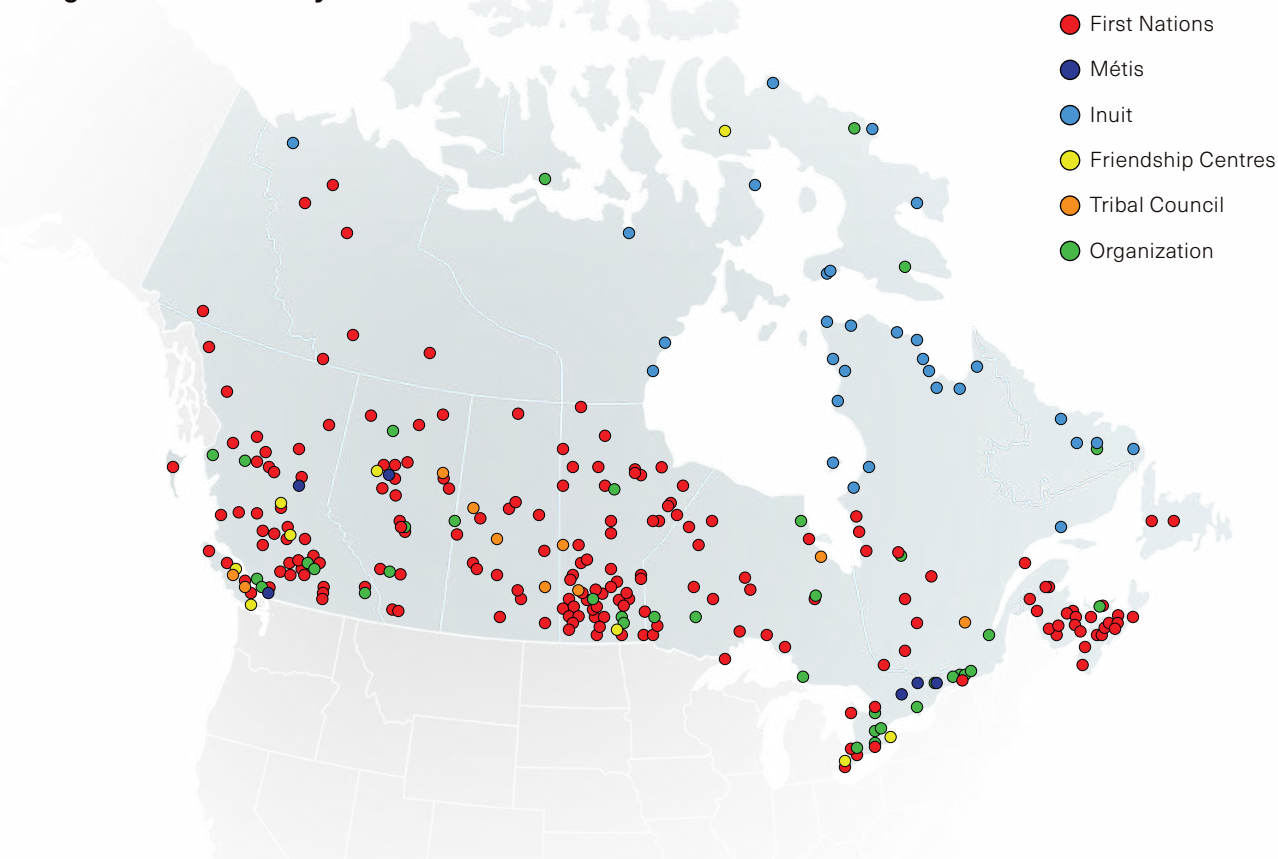 First Nations
Métis
Inuit
Friendship Centres
Tribal Council
Organization